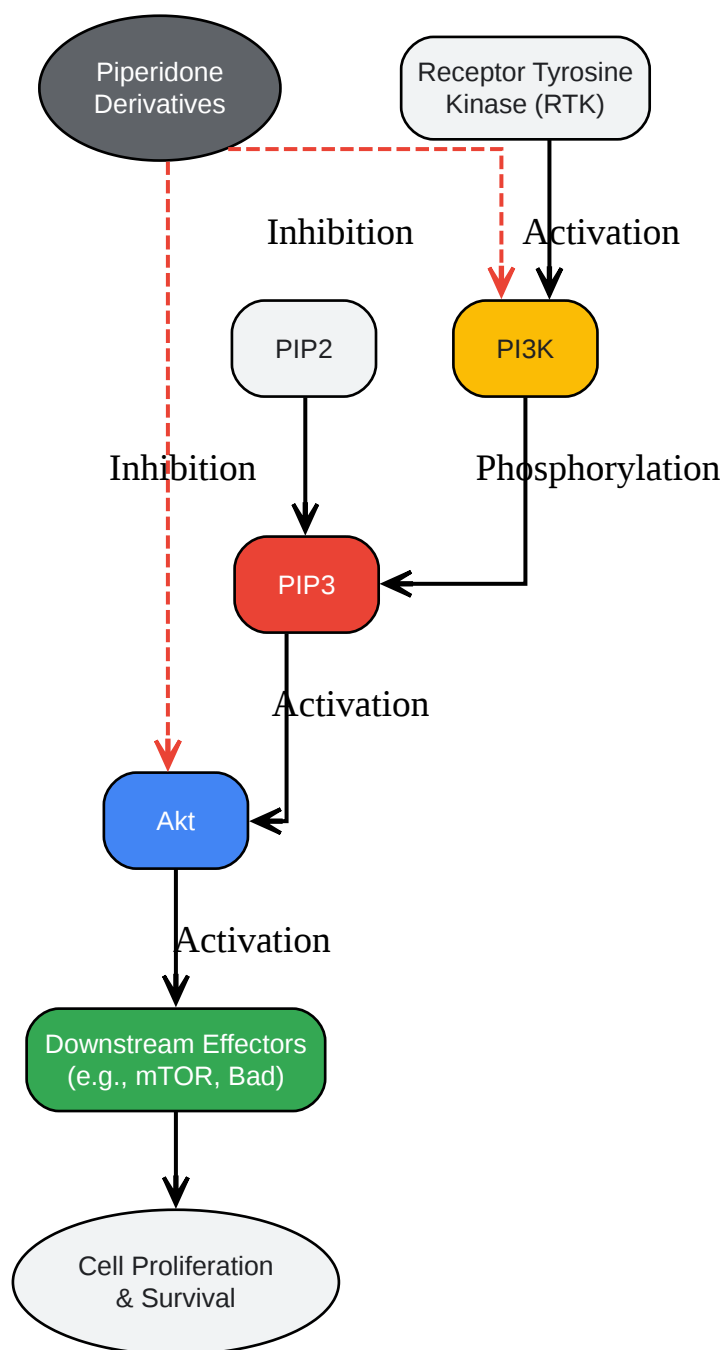 Piperidone
Derivatives
Receptor Tyrosine
Kinase (RTK)
Inhibition
Activation
PIP2
PI3K
Inhibition
Phosphorylation
PIP3
Activation
Akt
Activation
Downstream Effectors
(e.g., mTOR, Bad)
Cell Proliferation
& Survival